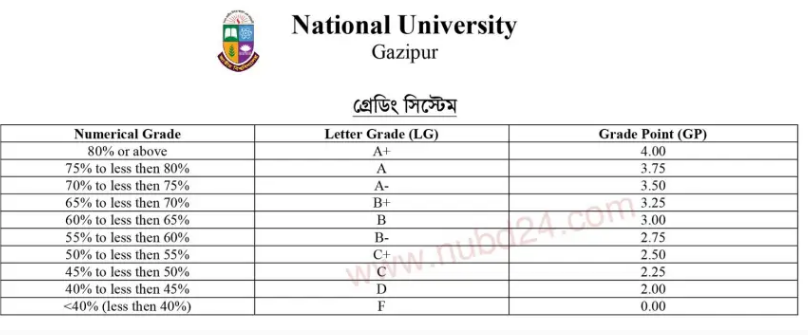 National University
Gazipur
গ্রেডিং সিস্টেম
Numerical Grade Letter Grade (LG) Grade Point (GP)
80% or above A+ 4.00
75% to less then 80% A 3.75
70% to less then 75% A- 3.50
65% to less then 70% B+ 3.25
60% to less then 65% B 3.00
55% to less then 60% B- 2.75
50% to less then 55% C+ 2.50
45% to less then 50% C 2.25
40% to less then 45% D 2.00
<40% (less then 40%) F 0.00
www.nubd24.com